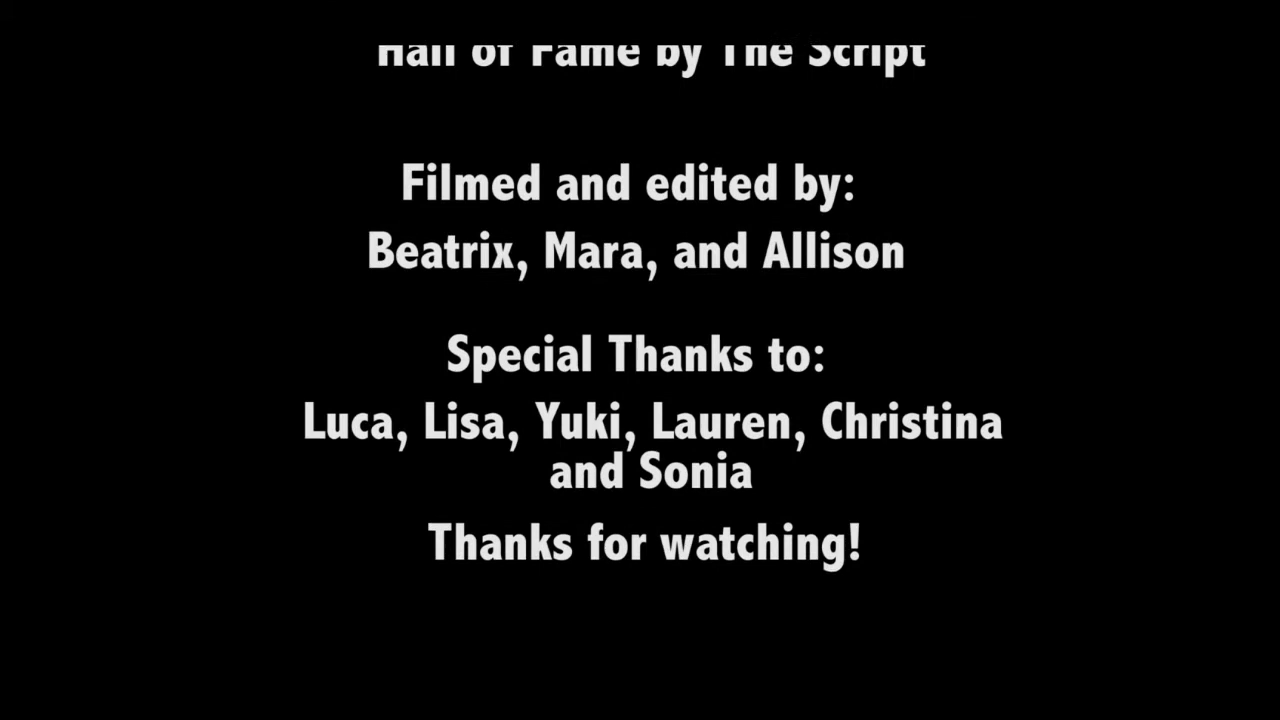 Hall of Fame by The Script
Filmed and edited by:
Beatrix, Mara, and Allison
Special Thanks to:
Luca, Lisa, Yuki, Lauren, Christina
and Sonia
Thanks for watching!